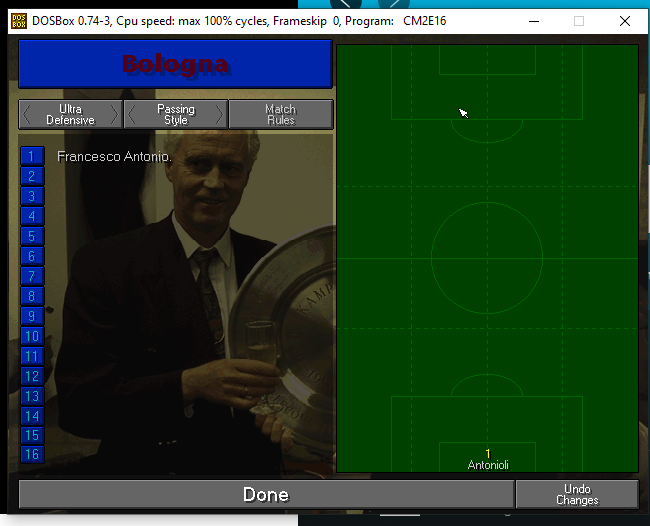 DOSBox 0.74-3, Cpu speed: max 100% cycles, Frameskip 0, Program: CM2E16
Bologna
Ultra
Defensive
Passing
Style
Match
Rules
1 Francesco Antonio.
2
3
4
5
6
7
8
9
10
11
12
13
14
15
16
1
Antonioli
Done
Undo
Changes